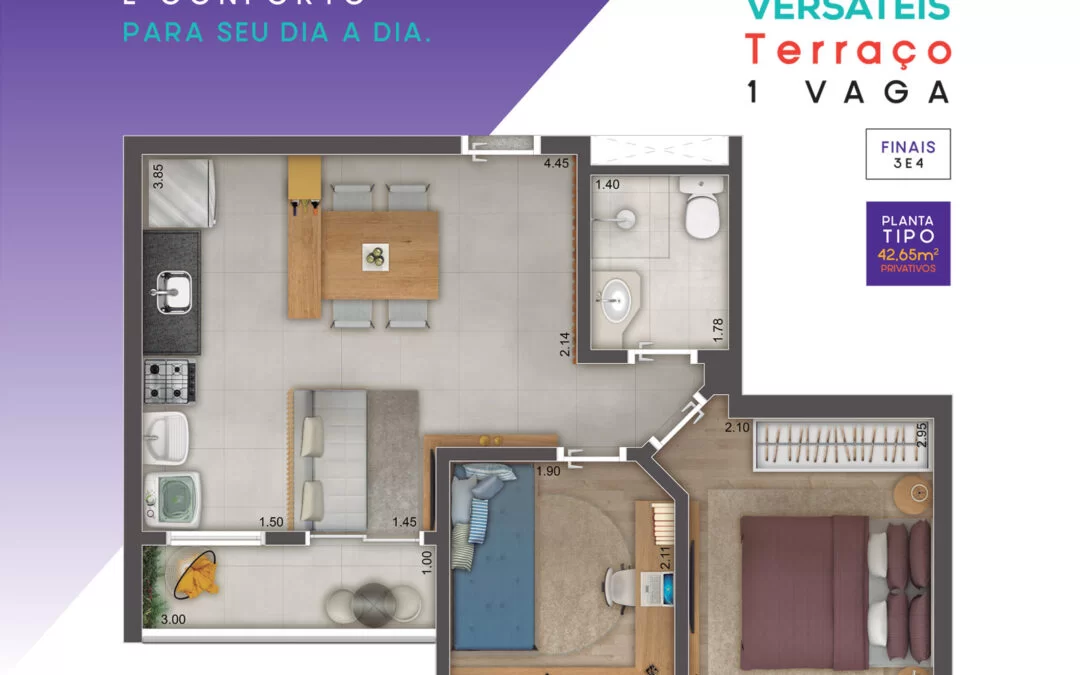 E CONFORTO
PARA SEU DIA A DIA.
VERSÁTEIS
Terraço
1 VAGA
FINAIS
3 E 4
PLANTA
TIPO
42,65m²
PRIVATIVOS
3.85
4.45
1.40
2.14
1.78
2.10
2.95
1.90
1.50
1.45
1.00
2.11
3.00